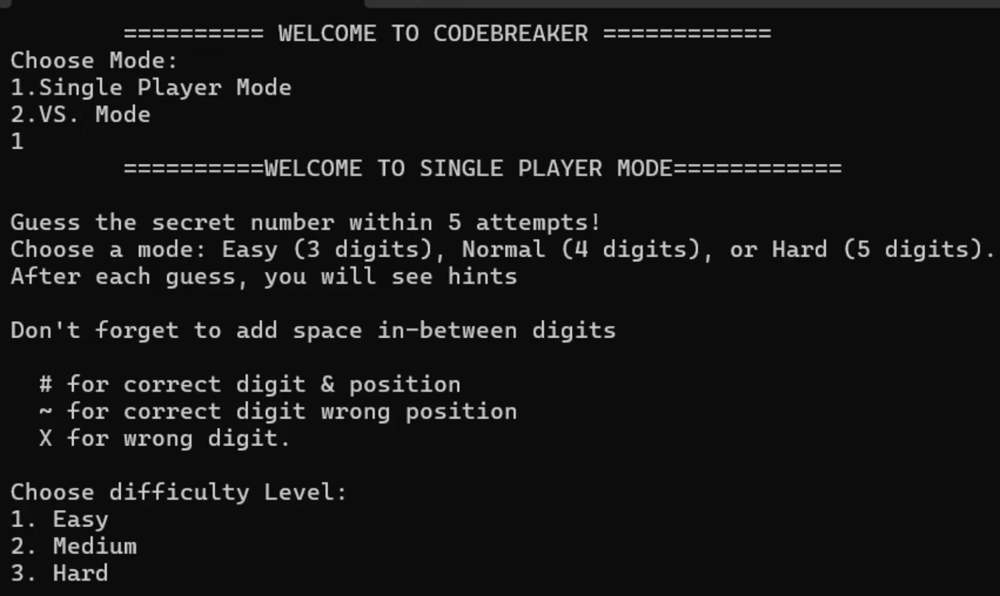 ========== WELCOME TO CODEBREAKER ============
Choose Mode:
1.Single Player Mode
2.VS. Mode
1
==========WELCOME TO SINGLE PLAYER MODE============
Guess the secret number within 5 attempts!
Choose a mode: Easy (3 digits), Normal (4 digits), or Hard (5 digits).
After each guess, you will see hints
Don't forget to add space in-between digits
# for correct digit & position
~ for correct digit wrong position
X for wrong digit.
Choose difficulty Level:
1. Easy
2. Medium
3. Hard